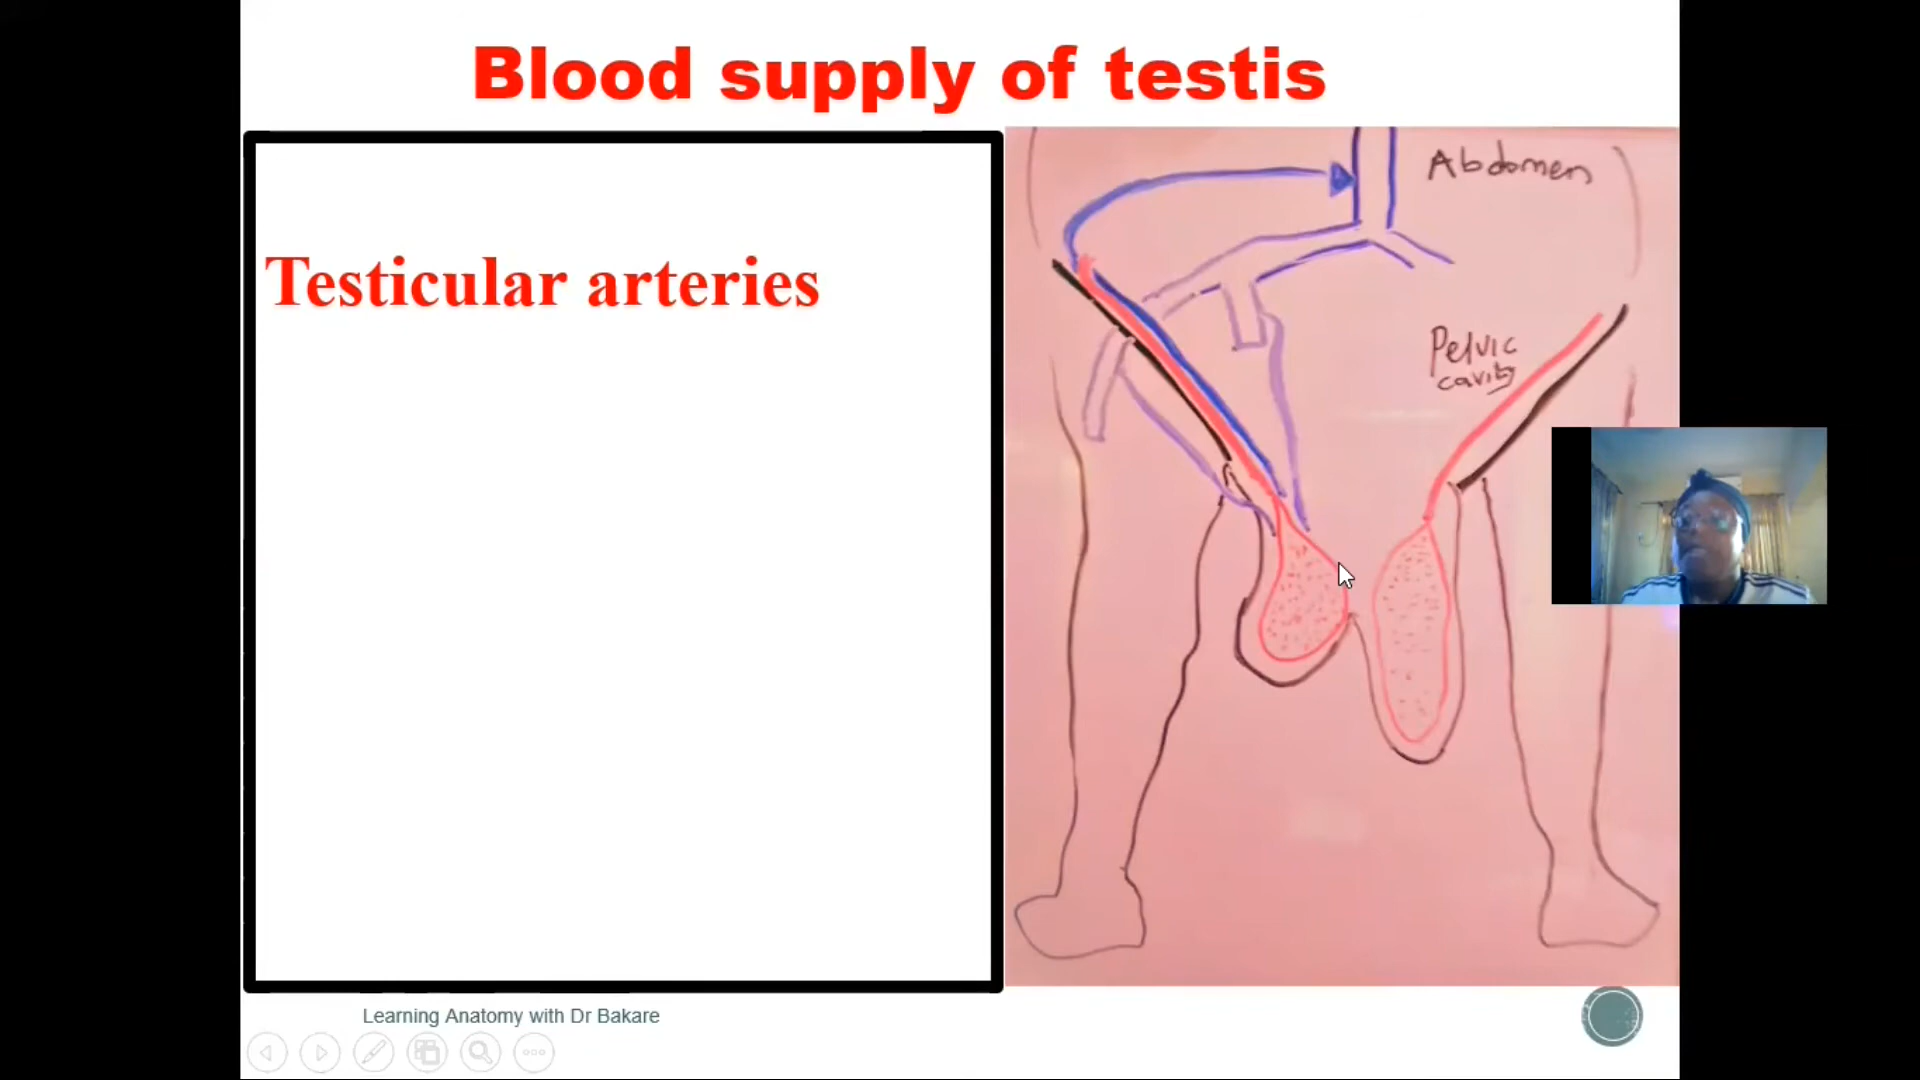 Blood supply of testis
Testicular arteries
Abdomen
Pelvic
cavity
Learning Anatomy with Dr Bakare